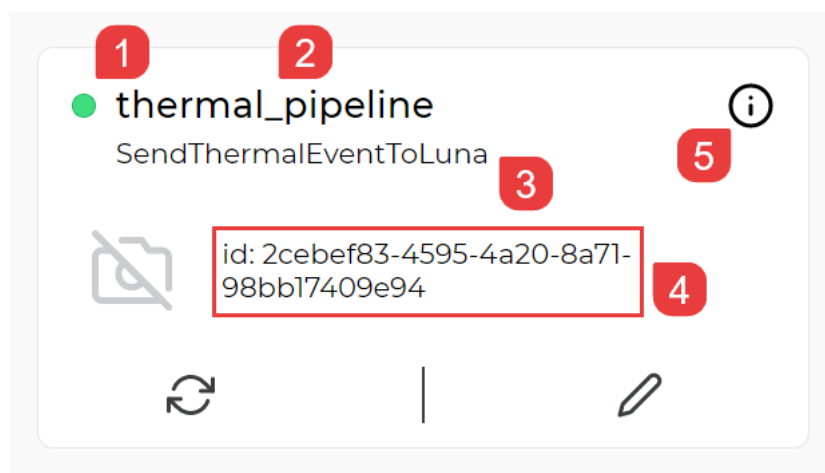 1
2
thermal_pipeline
SendThermalEventToLuna
5
3
id: 2cebef83-4595-4a20-8a71-
98bb17409e94
4